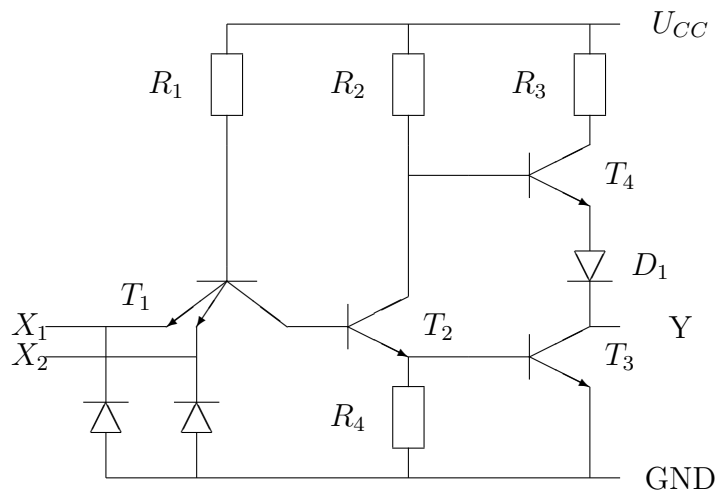 U_CC
R_1
R_2
R_3
T_4
D_1
T_1
X_1
T_2
Y
X_2
T_3
R_4
GND